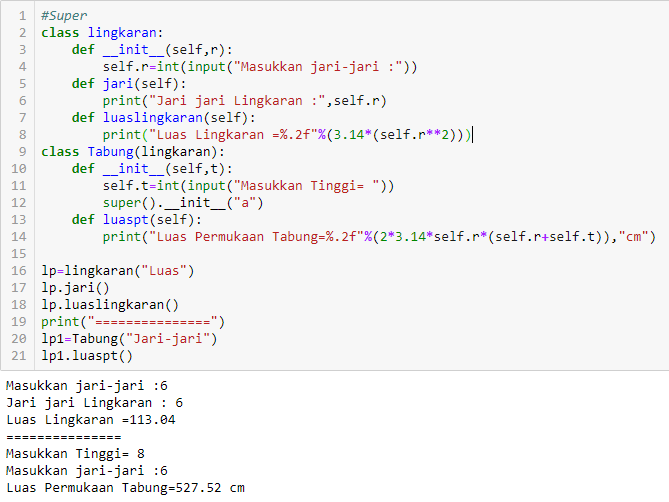 1 #Super
2 class lingkaran:
3     def __init__(self,r):
4         self.r=int(input("Masukkan jari-jari :"))
5     def jari(self):
6         print("Jari jari Lingkaran :",self.r)
7     def luaslingkaran(self):
8         print("Luas Lingkaran =%.2f"%(3.14*(self.r**2)))
9 class Tabung(lingkaran):
10     def __init__(self,t):
11         self.t=int(input("Masukkan Tinggi= "))
12         super().__init__("a")
13     def luaspt(self):
14         print("Luas Permukaan Tabung=%.2f"%(2*3.14*self.r*(self.r+self.t)),"cm")
15
16 lp=lingkaran("Luas")
17 lp.jari()
18 lp.luaslingkaran()
19 print("===============")
20 lp1=Tabung("Jari-jari")
21 lp1.luaspt()
Masukkan jari-jari :6
Jari jari Lingkaran : 6
Luas Lingkaran =113.04
===============
Masukkan Tinggi= 8
Masukkan jari-jari :6
Luas Permukaan Tabung=527.52 cm